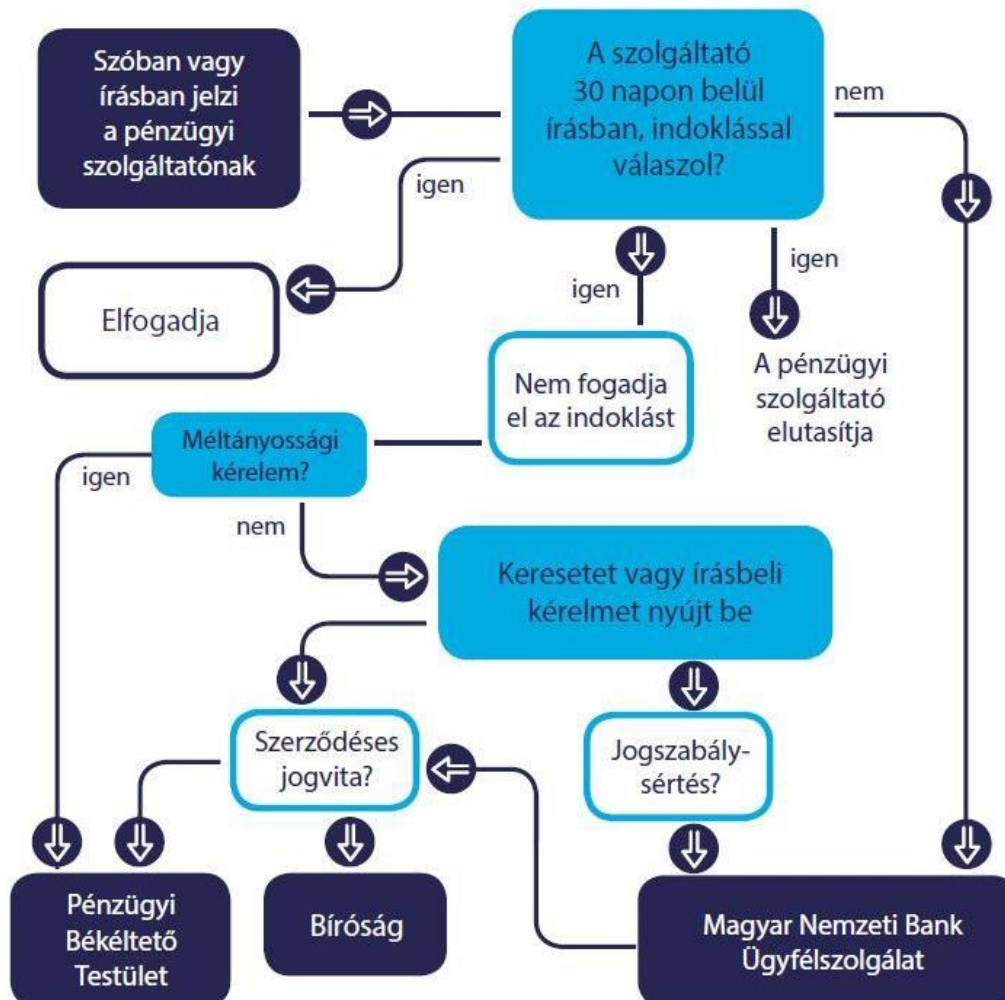 Szóban vagy
írásban jelzi
a pénzügyi
szolgáltatónak
A szolgáltató
30 napon belül
írásban, indoklással
válaszol?
nem
igen
igen
igen
Elfogadja
Nem fogadja
el az indoklást
A pénzügyi
szolgáltató
elutasítja
Méltányossági
kérelem?
igen
nem
Keresetet vagy írásbeli
kérelmet nyújt be
Szerződéses
jogvita?
Jogszabály-
sértés?
Pénzügyi
Békéltető
Testület
Bíróság
Magyar Nemzeti Bank
Ügyfélszolgálat